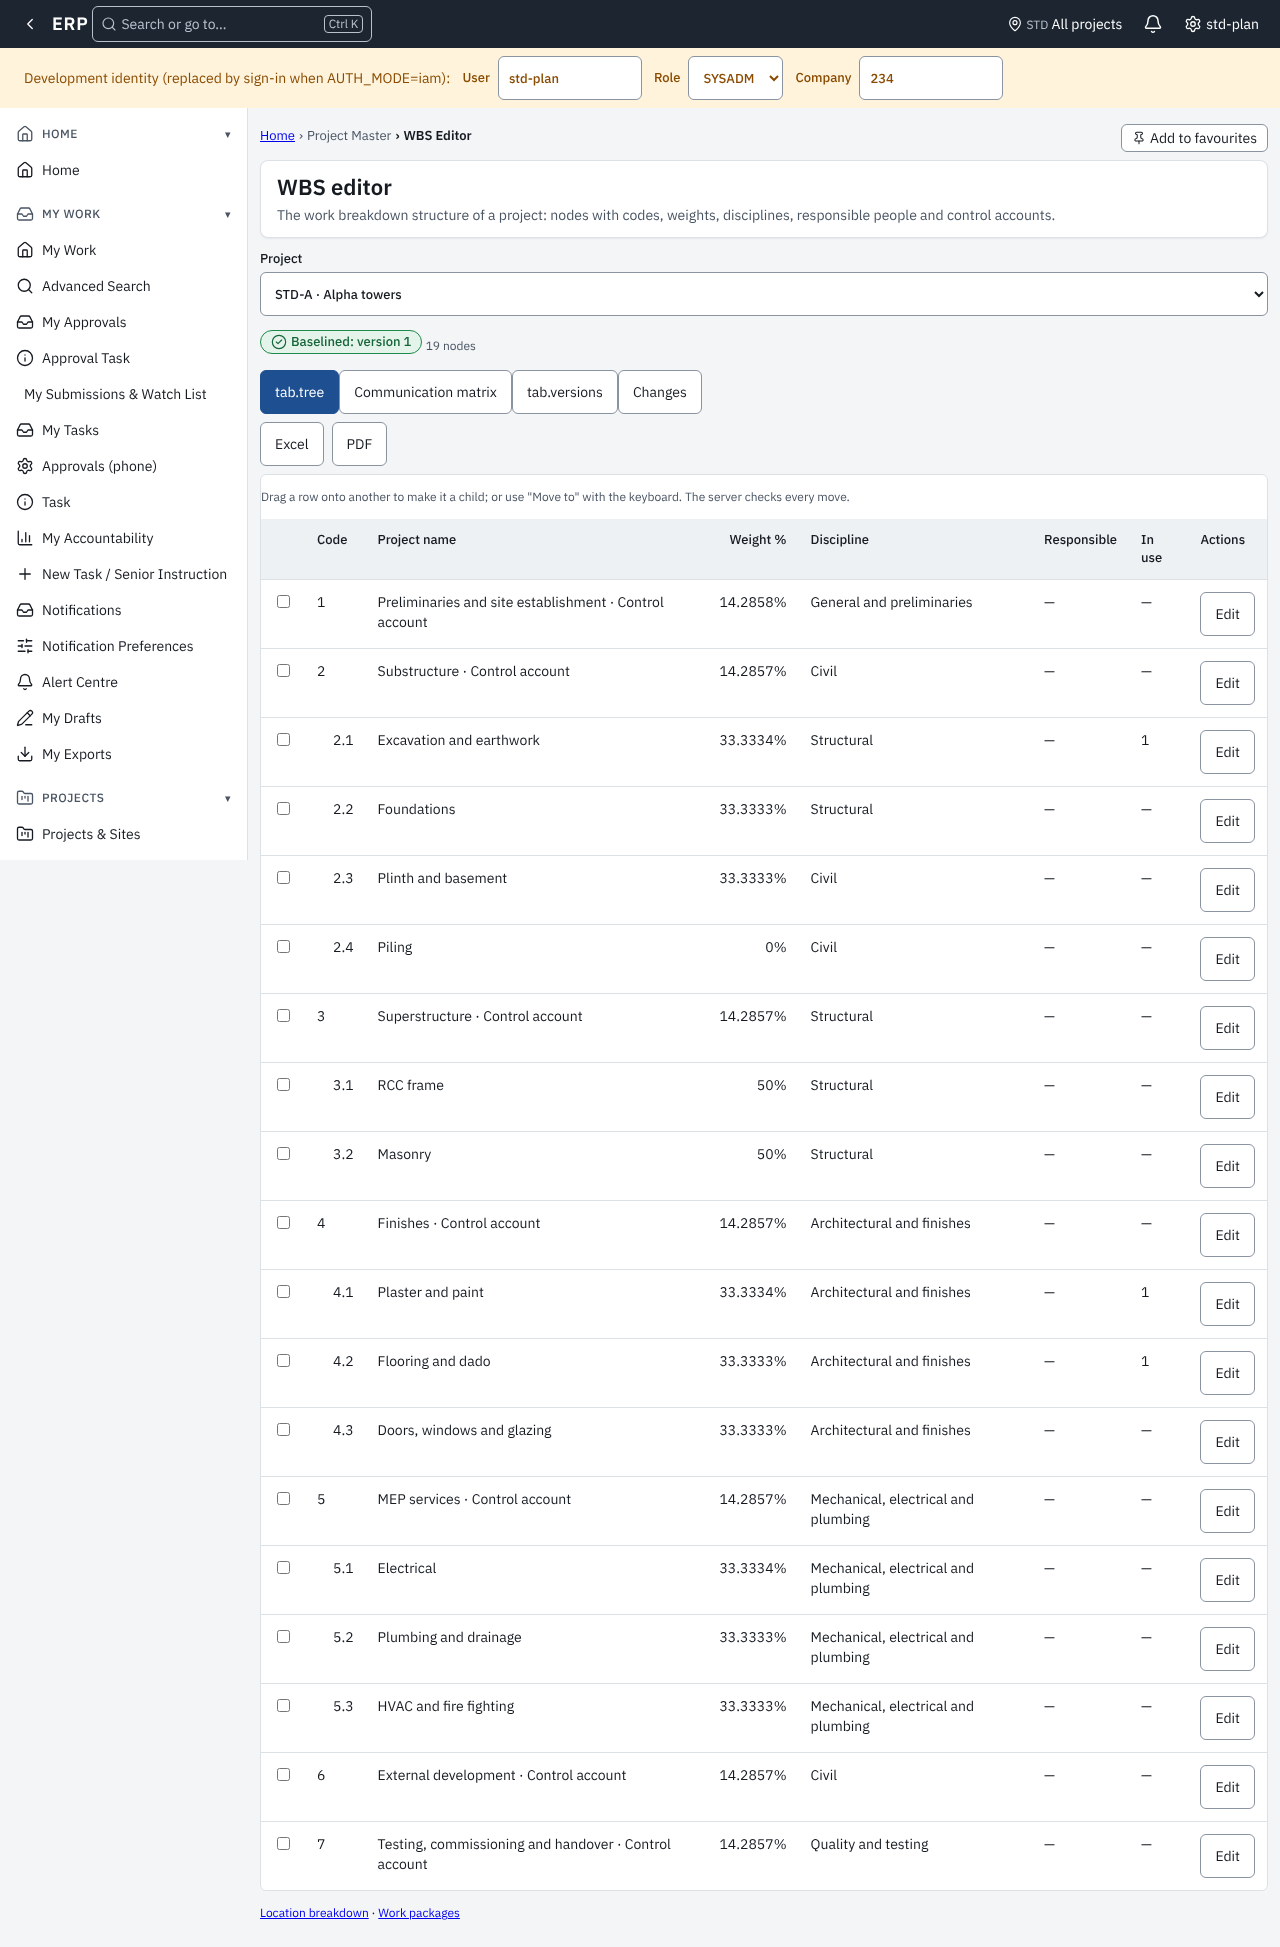 ERP
Search or go to... Ctrl K
STD All projects
std-plan
Development identity (replaced by sign-in when AUTH_MODE=iam): User std-plan Role SYSADM Company 234
HOME
Home
MY WORK
My Work
Advanced Search
My Approvals
Approval Task
My Submissions & Watch List
My Tasks
Approvals (phone)
Task
My Accountability
New Task / Senior Instruction
Notifications
Notification Preferences
Alert Centre
My Drafts
My Exports
PROJECTS
Projects & Sites
Home › Project Master › WBS Editor
Add to favourites
WBS editor
The work breakdown structure of a project: nodes with codes, weights, disciplines, responsible people and control accounts.
Project
STD-A · Alpha towers
Baselined: version 1 19 nodes
tab.tree Communication matrix tab.versions Changes
Excel PDF
Drag a row onto another to make it a child; or use "Move to" with the keyboard. The server checks every move.
Code Project name Weight % Discipline Responsible In use Actions
1 Preliminaries and site establishment · Control account 14.2858% General and preliminaries — — Edit
2 Substructure · Control account 14.2857% Civil — — Edit
2.1 Excavation and earthwork 33.3334% Structural — 1 Edit
2.2 Foundations 33.3333% Structural — — Edit
2.3 Plinth and basement 33.3333% Civil — — Edit
2.4 Piling 0% Civil — — Edit
3 Superstructure · Control account 14.2857% Structural — — Edit
3.1 RCC frame 50% Structural — — Edit
3.2 Masonry 50% Structural — — Edit
4 Finishes · Control account 14.2857% Architectural and finishes — — Edit
4.1 Plaster and paint 33.3334% Architectural and finishes — 1 Edit
4.2 Flooring and dado 33.3333% Architectural and finishes — 1 Edit
4.3 Doors, windows and glazing 33.3333% Architectural and finishes — — Edit
5 MEP services · Control account 14.2857% Mechanical, electrical and plumbing — — Edit
5.1 Electrical 33.3334% Mechanical, electrical and plumbing — — Edit
5.2 Plumbing and drainage 33.3333% Mechanical, electrical and plumbing — — Edit
5.3 HVAC and fire fighting 33.3333% Mechanical, electrical and plumbing — — Edit
6 External development · Control account 14.2857% Civil — — Edit
7 Testing, commissioning and handover · Control account 14.2857% Quality and testing — — Edit
Location breakdown · Work packages